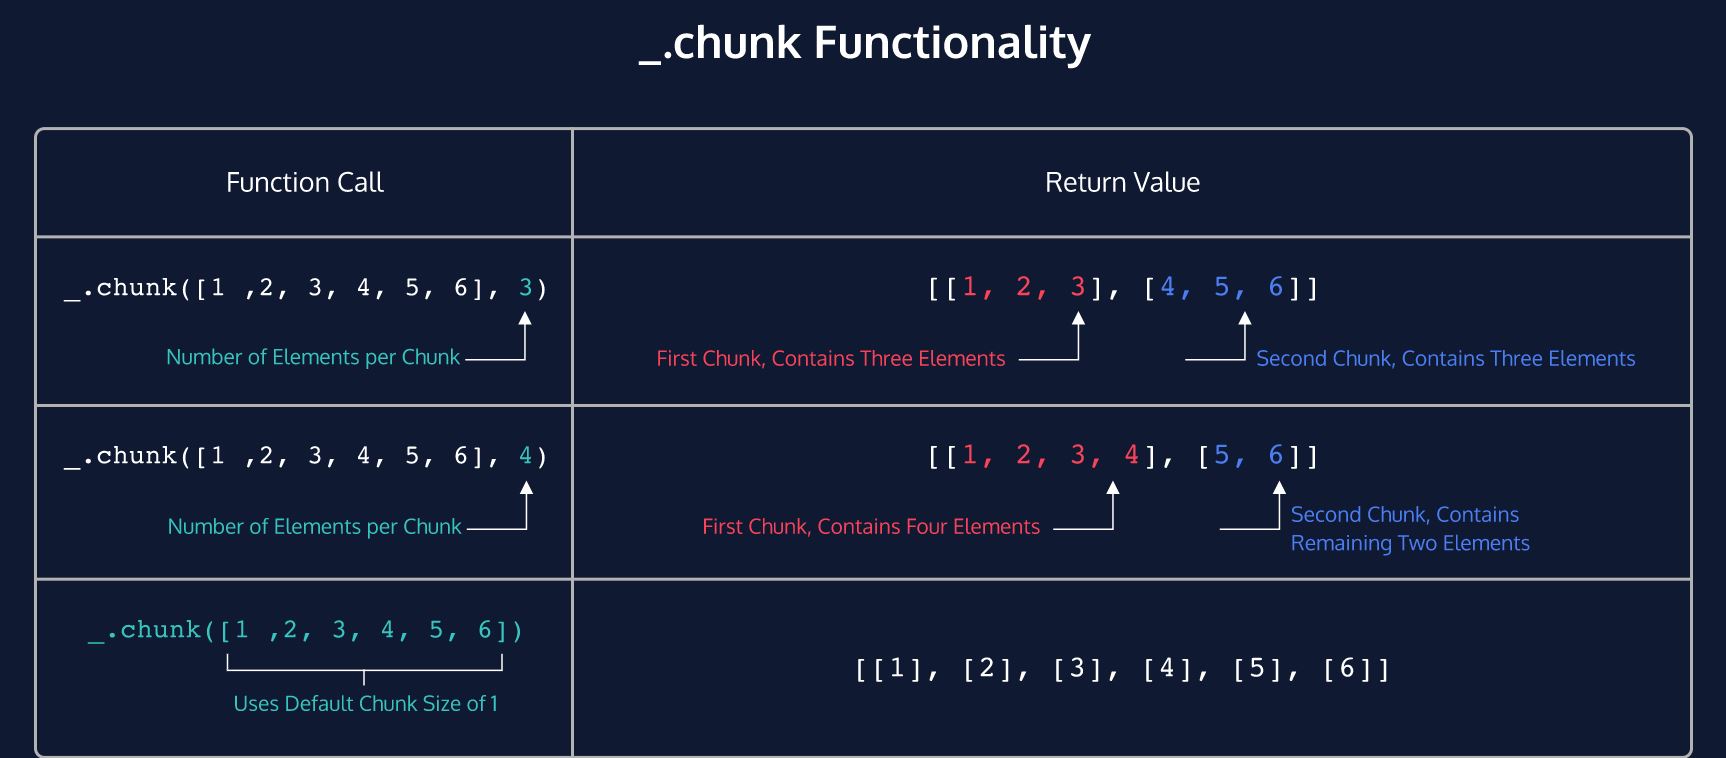 _.chunk Functionality
Function Call
Return Value
_.chunk([1 ,2, 3, 4, 5, 6], 3)
Number of Elements per Chunk
[[1, 2, 3], [4, 5, 6]]
First Chunk, Contains Three Elements
Second Chunk, Contains Three Elements
_.chunk([1 ,2, 3, 4, 5, 6], 4)
Number of Elements per Chunk
[[1, 2, 3, 4], [5, 6]]
First Chunk, Contains Four Elements
Second Chunk, Contains
Remaining Two Elements
_.chunk([1 ,2, 3, 4, 5, 6])
Uses Default Chunk Size of 1
[[1], [2], [3], [4], [5], [6]]